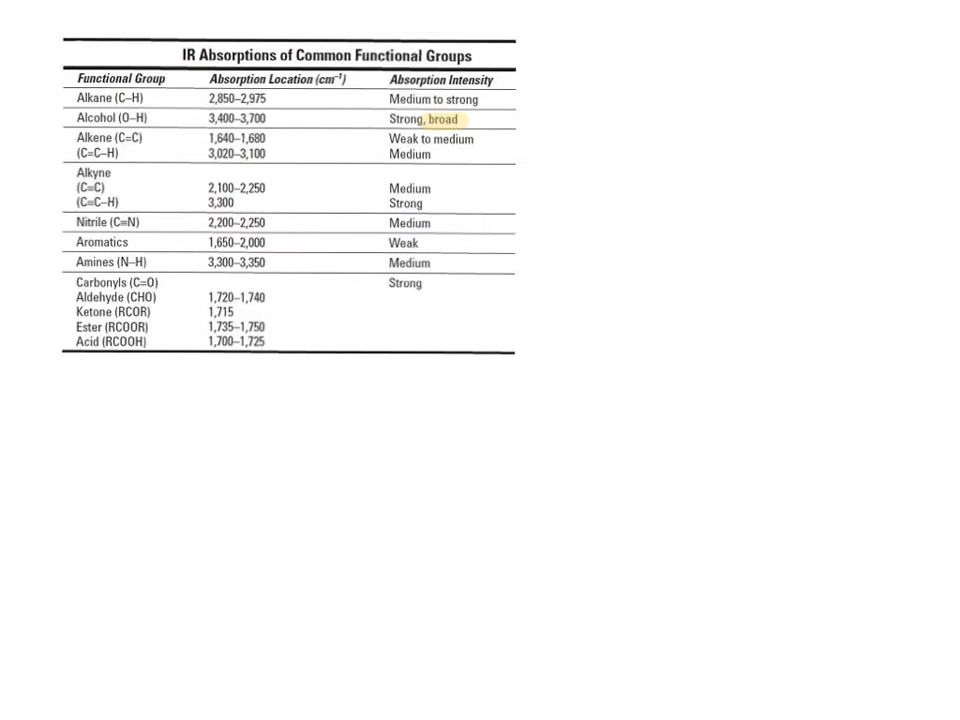 IR Absorptions of Common Functional Groups
Functional Group Absorption Location (cm⁻¹) Absorption Intensity
Alkane (C–H) 2,850–2,975 Medium to strong
Alcohol (O–H) 3,400–3,700 Strong, broad
Alkene (C=C) 1,640–1,680 Weak to medium
(C=C–H) 3,020–3,100 Medium
Alkyne
(C≡C) 2,100–2,250 Medium
(C≡C–H) 3,300 Strong
Nitrile (C≡N) 2,200–2,250 Medium
Aromatics 1,650–2,000 Weak
Amines (N–H) 3,300–3,350 Medium
Carbonyls (C=O) Strong
Aldehyde (CHO) 1,720–1,740
Ketone (RCOR) 1,715
Ester (RCOOR) 1,735–1,750
Acid (RCOOH) 1,700–1,725